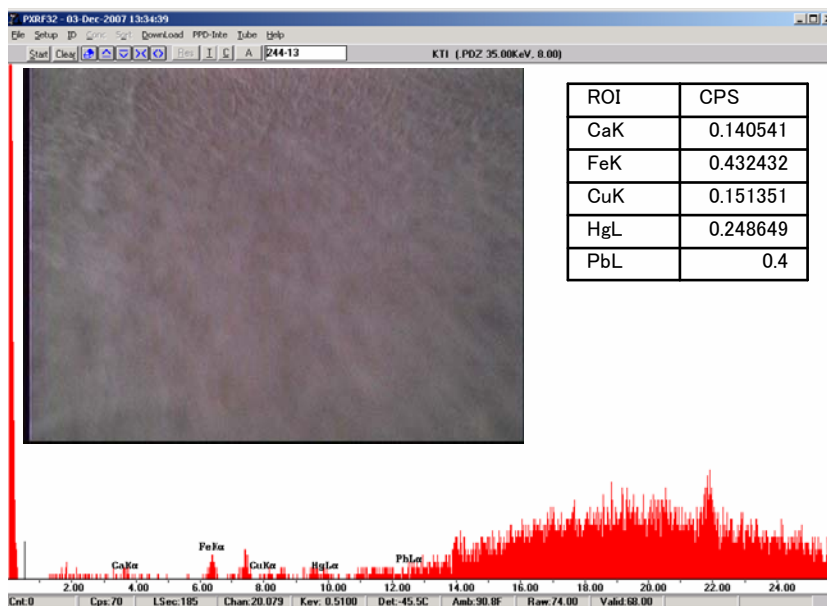 PXRF32 - 03-Dec-2007 13:34:39
File Setup ID Conc Sort DownLoad PPD-Inte Tube Help
Start Clear Res I C A 244-13 KTI (.PDZ 35.00KeV, 8.00)
ROI CPS
CaK 0.140541
FeK 0.432432
CuK 0.151351
HgL 0.248649
PbL 0.4
FeKα
CaKα CuKα HgLα PbLα
2.00 4.00 6.00 8.00 10.00 12.00 14.00 16.00 18.00 20.00 22.00 24.00
Cnt:0 Cps:70 LSec:185 Chan:20.079 Kev: 0.5100 Det:-45.5C Amb:90.8F Raw:74.00 Valid:68.00